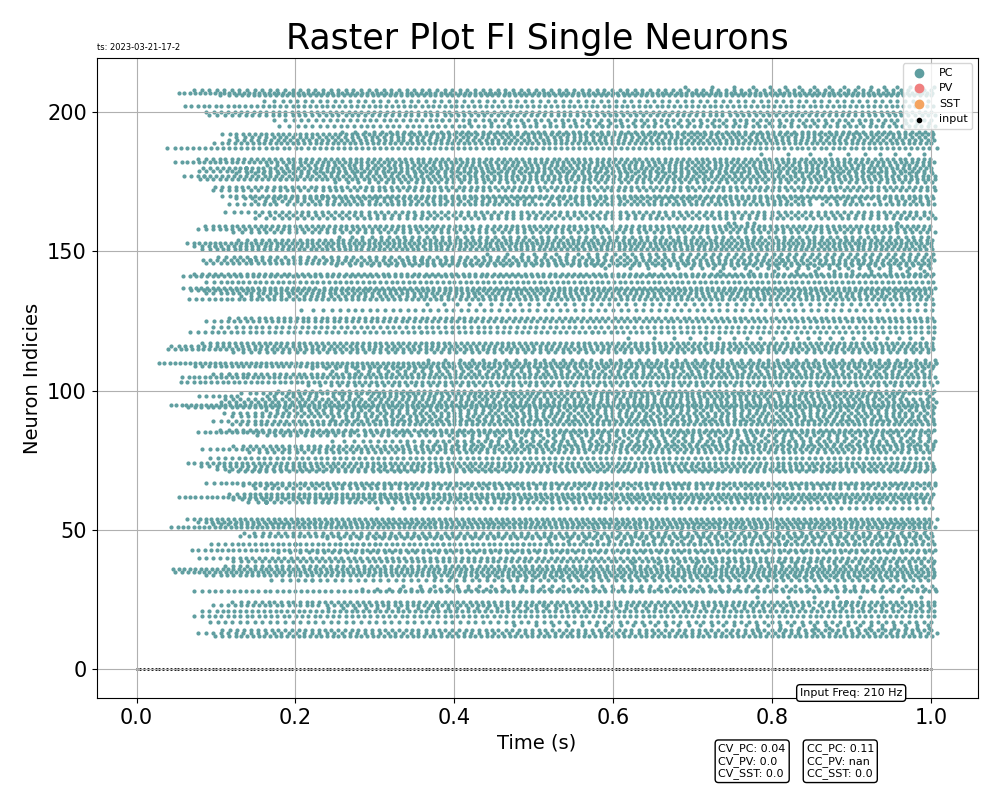 Raster Plot FI Single Neurons
ts: 2023-03-21-17-2
PC
PV
SST
input
Neuron Indicies
200
150
100
50
0
0.0 0.2 0.4 0.6 0.8 1.0
Input Freq: 210 Hz
Time (s)
CV_PC: 0.04
CV_PV: 0.0
CV_SST: 0.0
CC_PC: 0.11
CC_PV: nan
CC_SST: 0.0